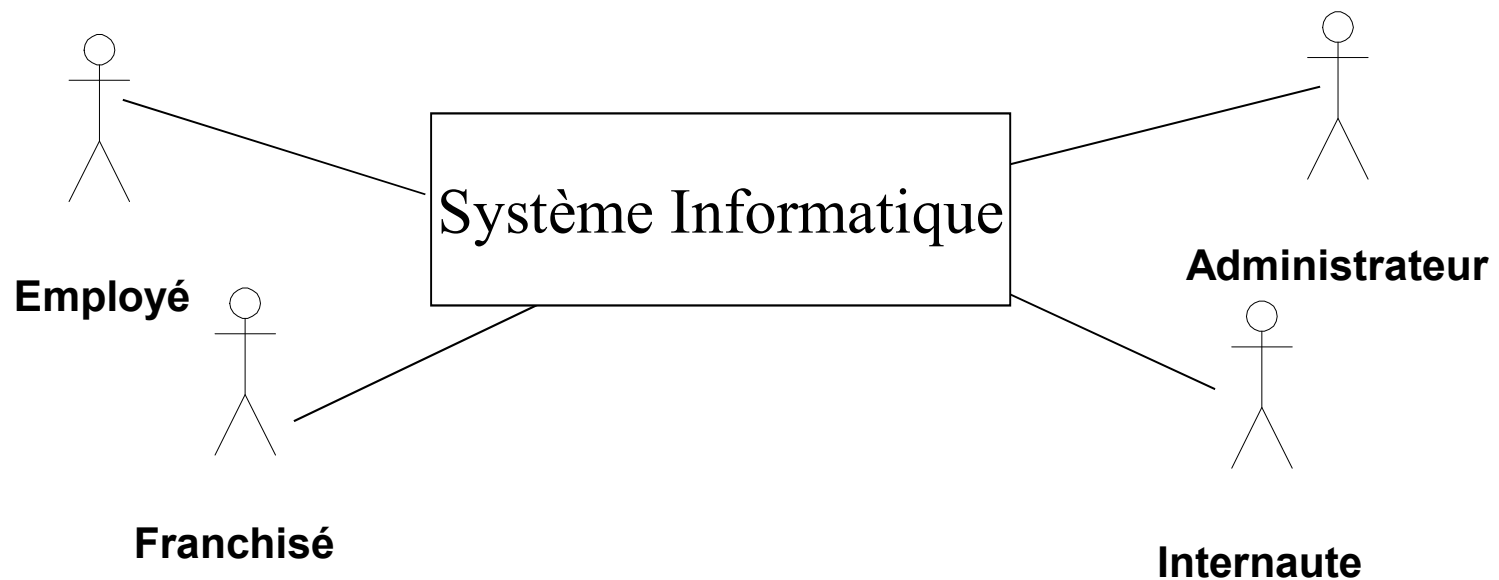 Système Informatique
Employé
Administrateur
Franchisé
Internaute